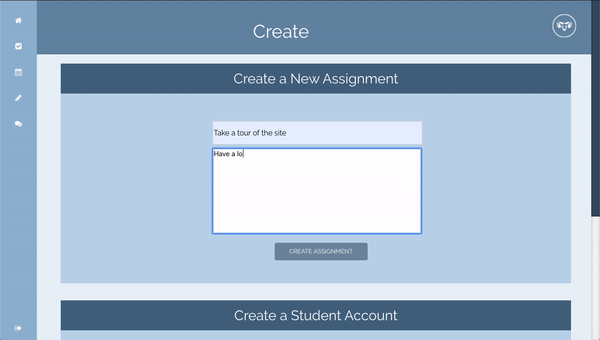 Create
Create a New Assignment
Take a tour of the site
Have a lo
CREATE ASSIGNMENT
Create a Student Account